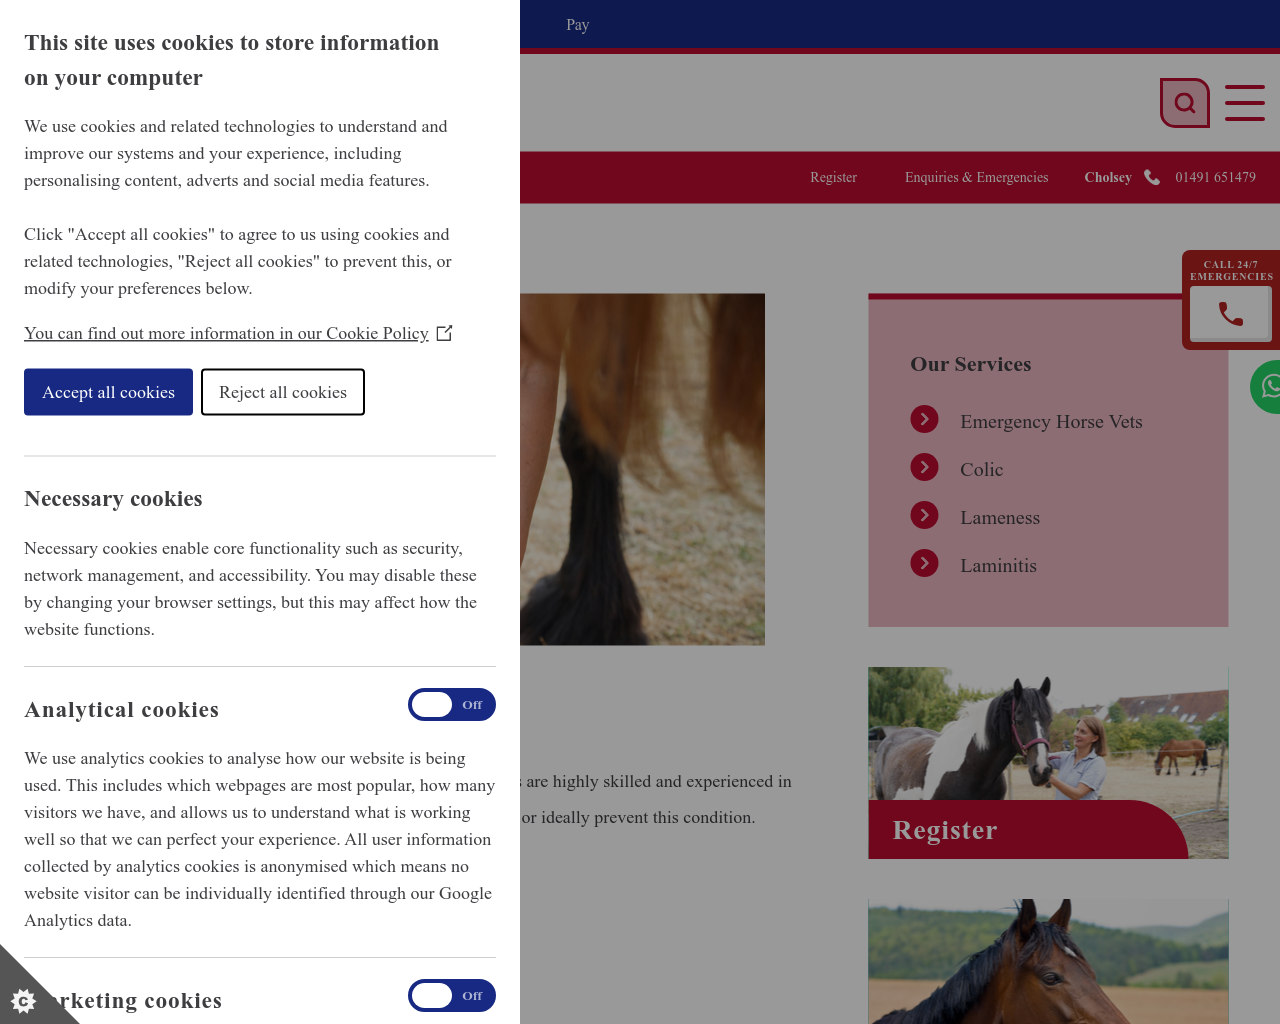 This site uses cookies to store information
on your computer
We use cookies and related technologies to understand and
improve our systems and your experience, including
personalising content, adverts and social media features.
Click "Accept all cookies" to agree to us using cookies and
related technologies, "Reject all cookies" to prevent this, or
modify your preferences below.
You can find out more information in our Cookie Policy
Accept all cookies
Reject all cookies
Necessary cookies
Necessary cookies enable core functionality such as security,
network management, and accessibility. You may disable these
by changing your browser settings, but this may affect how the
website functions.
Analytical cookies
Off
We use analytics cookies to analyse how our website is being
used. This includes which webpages are most popular, how many
visitors we have, and allows us to understand what is working
well so that we can perfect your experience. All user information
collected by analytics cookies is anonymised which means no
website visitor can be individually identified through our Google
Analytics data.
rketing cookies
Off
Pay
Register
Enquiries & Emergencies
Cholsey
01491 651479
CALL 24/7
EMERGENCIES
Our Services
Emergency Horse Vets
Colic
Lameness
Laminitis
are highly skilled and experienced in
or ideally prevent this condition.
Register